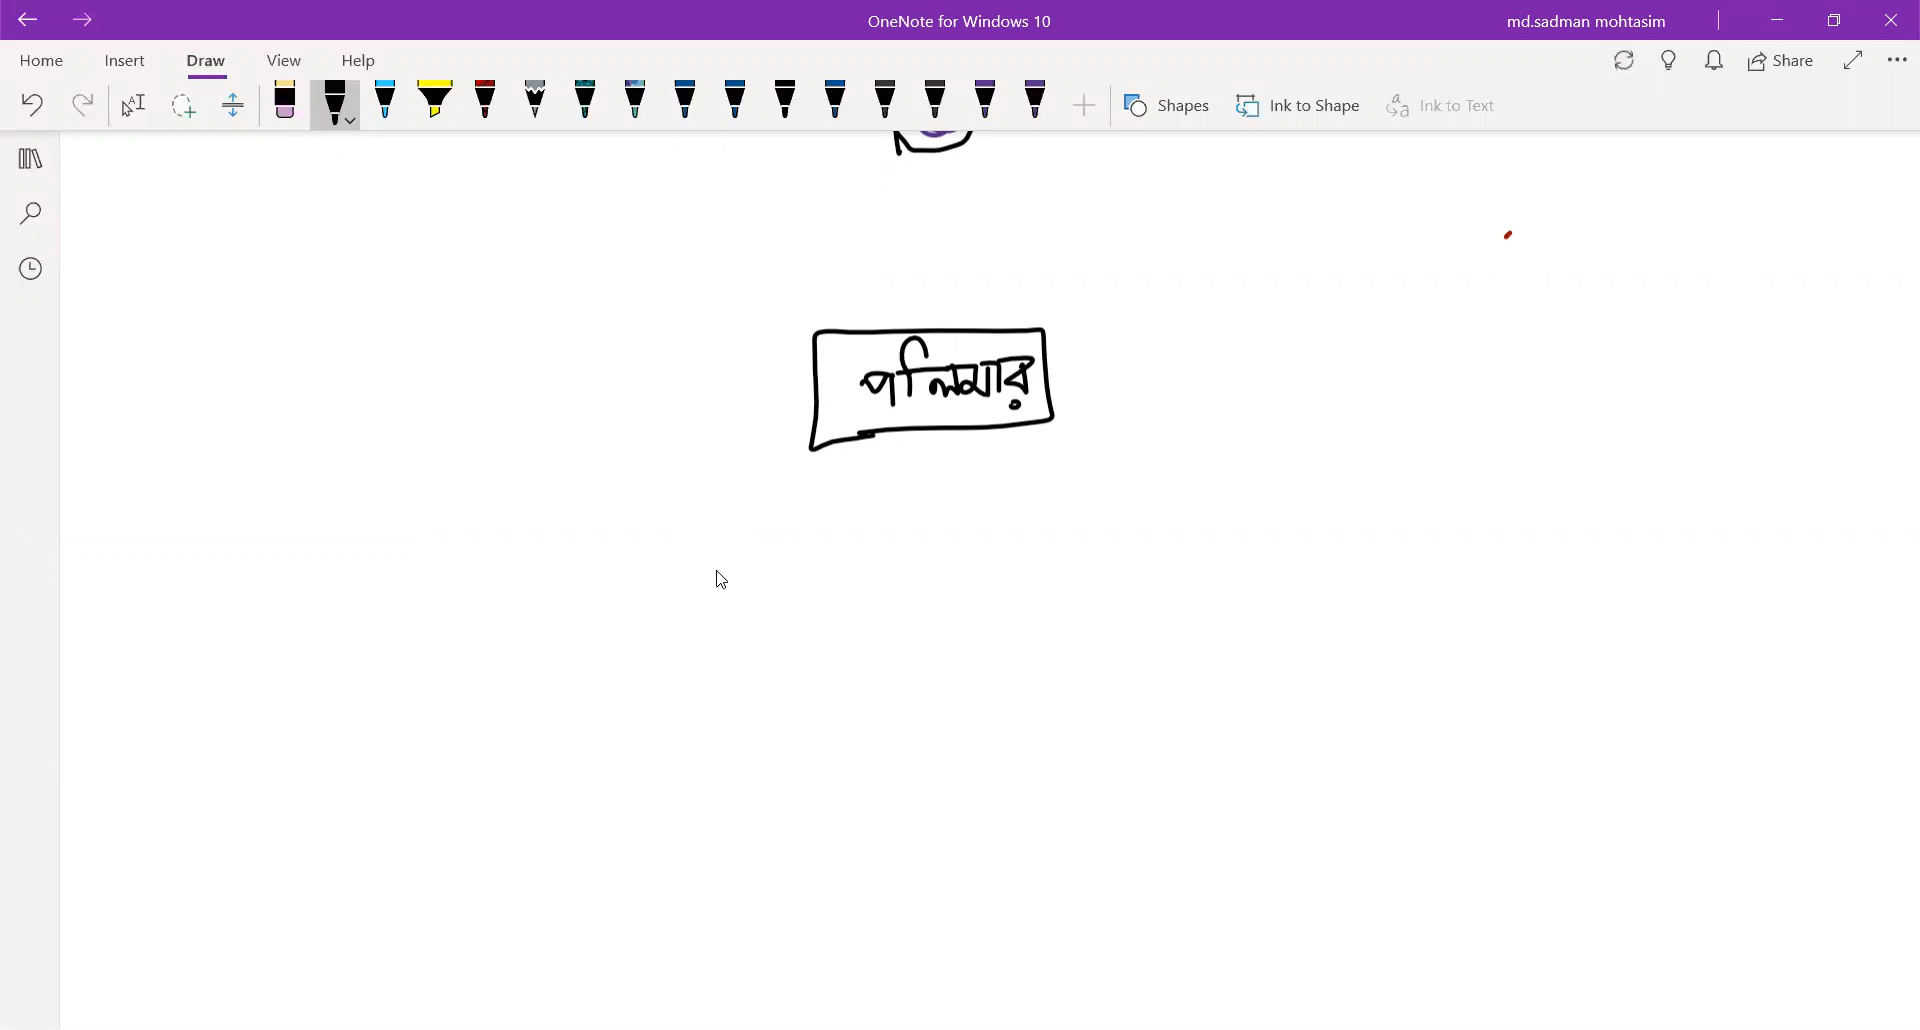 OneNote for Windows 10
md.sadman mohtasim
Home Insert Draw View Help
Share
Shapes Ink to Shape Ink to Text
পলিমার